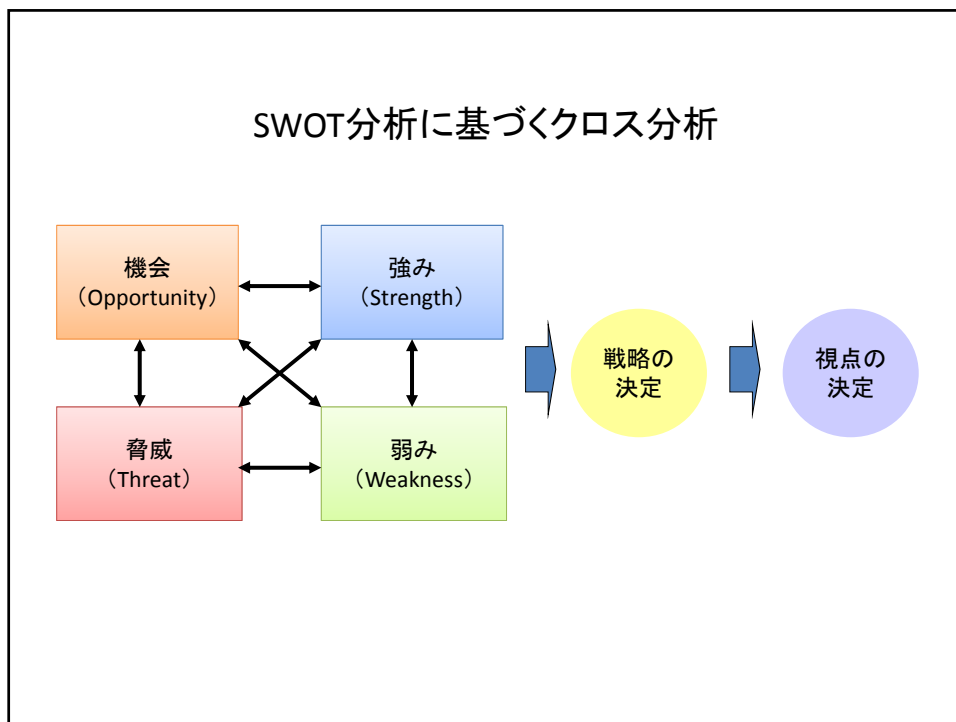 SWOT分析に基づくクロス分析
機会
（Opportunity）
強み
（Strength）
脅威
（Threat）
弱み
（Weakness）
戦略の
決定
視点の
決定